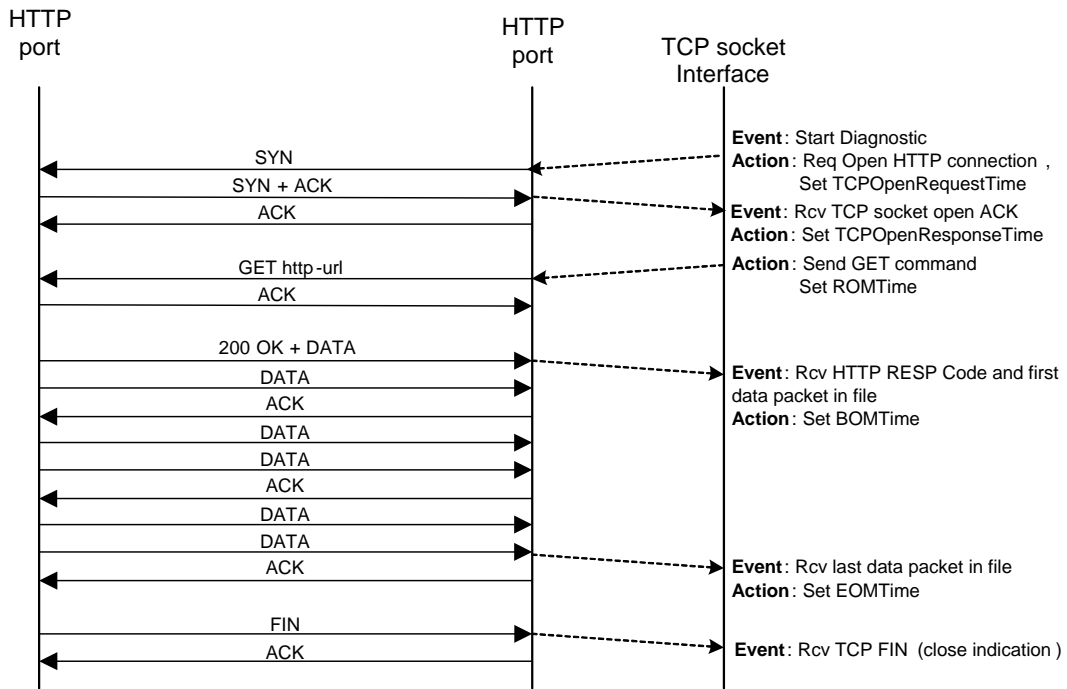 HTTP
port
HTTP
port
TCP socket
Interface
Event: Start Diagnostic
SYN
Action: Req Open HTTP connection ,
Set TCPOpenRequestTime
SYN + ACK
Event: Rcv TCP socket open ACK
ACK
Action: Set TCPOpenResponseTime
GET http-url
Action: Send GET command
Set ROMTime
ACK
200 OK + DATA
Event: Rcv HTTP RESP Code and first
data packet in file
DATA
ACK
Action: Set BOMTime
DATA
DATA
ACK
DATA
DATA
ACK
Event: Rcv last data packet in file
Action: Set EOMTime
FIN
ACK
Event: Rcv TCP FIN (close indication )